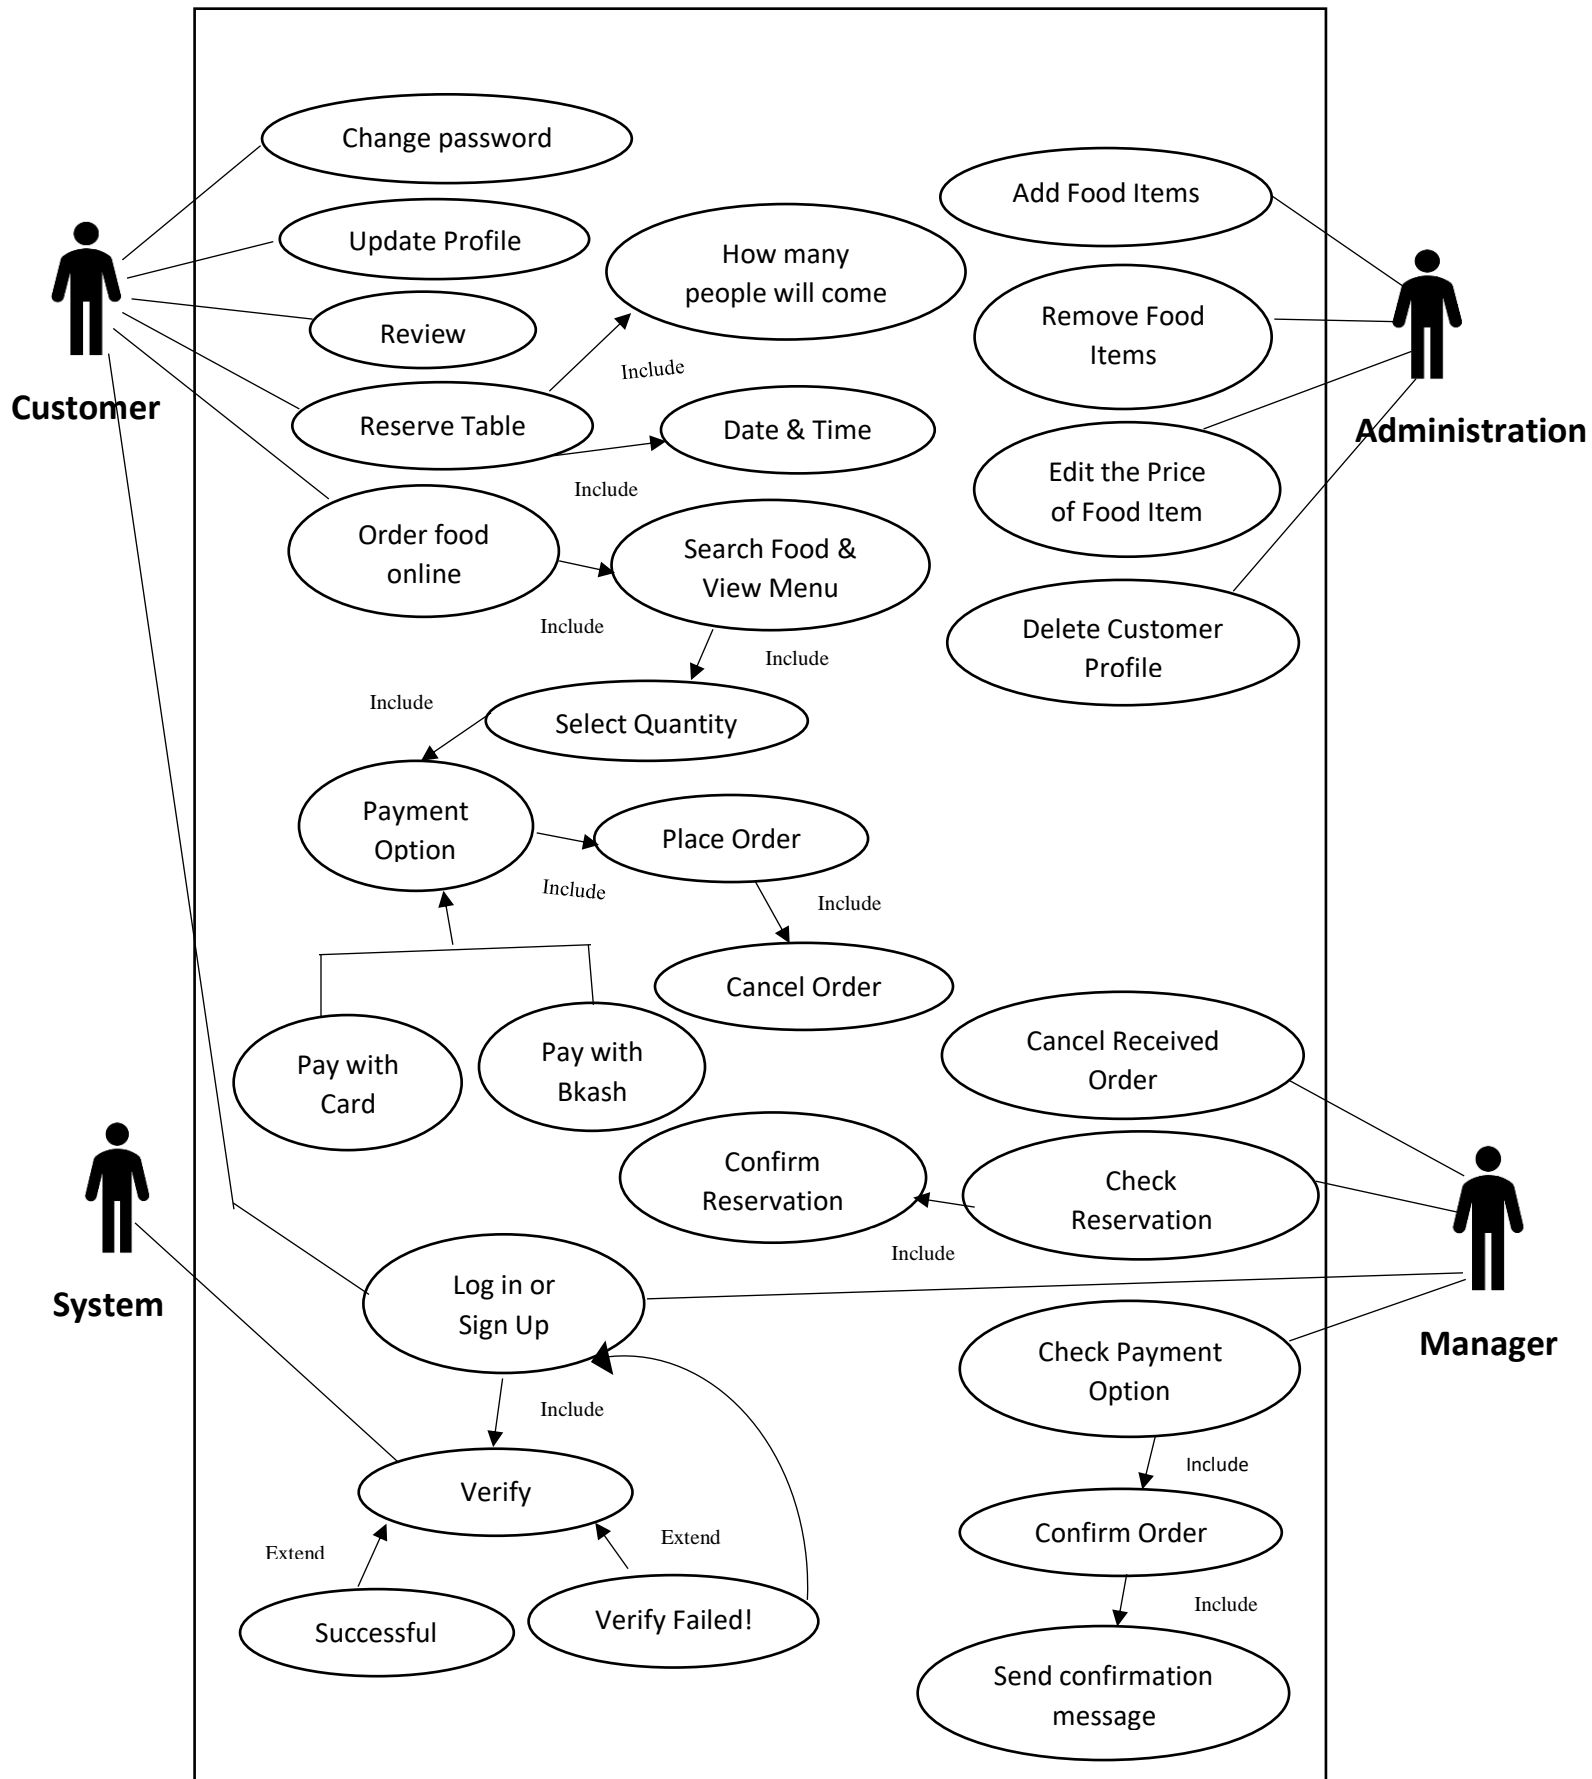 Change password
Add Food Items
Update Profile
How many
people will come
Review
Remove Food
Items
Include
Customer
Reserve Table
Date & Time
Administration
Include
Edit the Price
of Food Item
Order food
online
Search Food &
View Menu
Include
Include
Delete Customer
Profile
Include
Select Quantity
Payment
Option
Place Order
Include
Include
Cancel Order
Pay with
Card
Pay with
Bkash
Cancel Received
Order
Confirm
Reservation
Check
Reservation
Include
System
Log in or
Sign Up
Manager
Check Payment
Option
Include
Include
Verify
Confirm Order
Extend
Extend
Include
Successful
Verify Failed!
Send confirmation
message